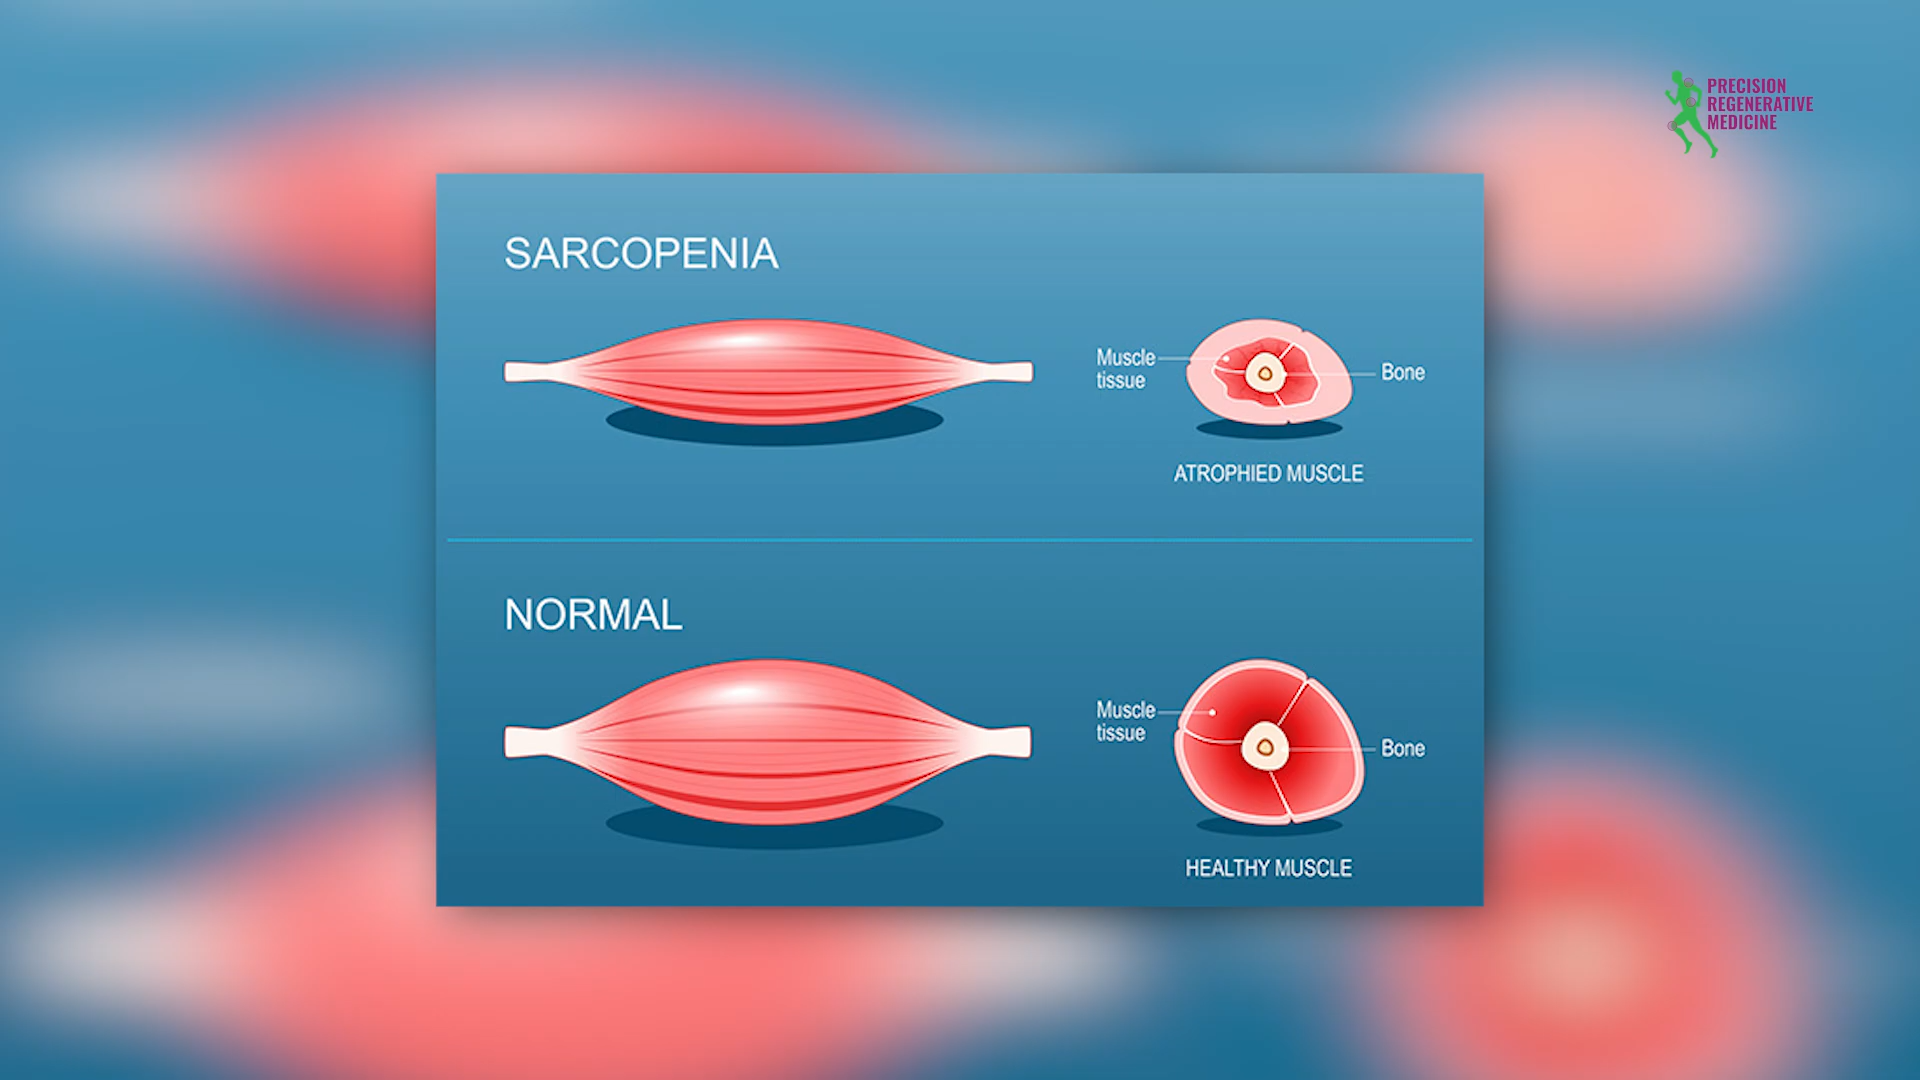 PRECISION
REGENERATIVE
MEDICINE
SARCOPENIA
Muscle
tissue
Bone
ATROPHIED MUSCLE
NORMAL
Muscle
tissue
Bone
HEALTHY MUSCLE